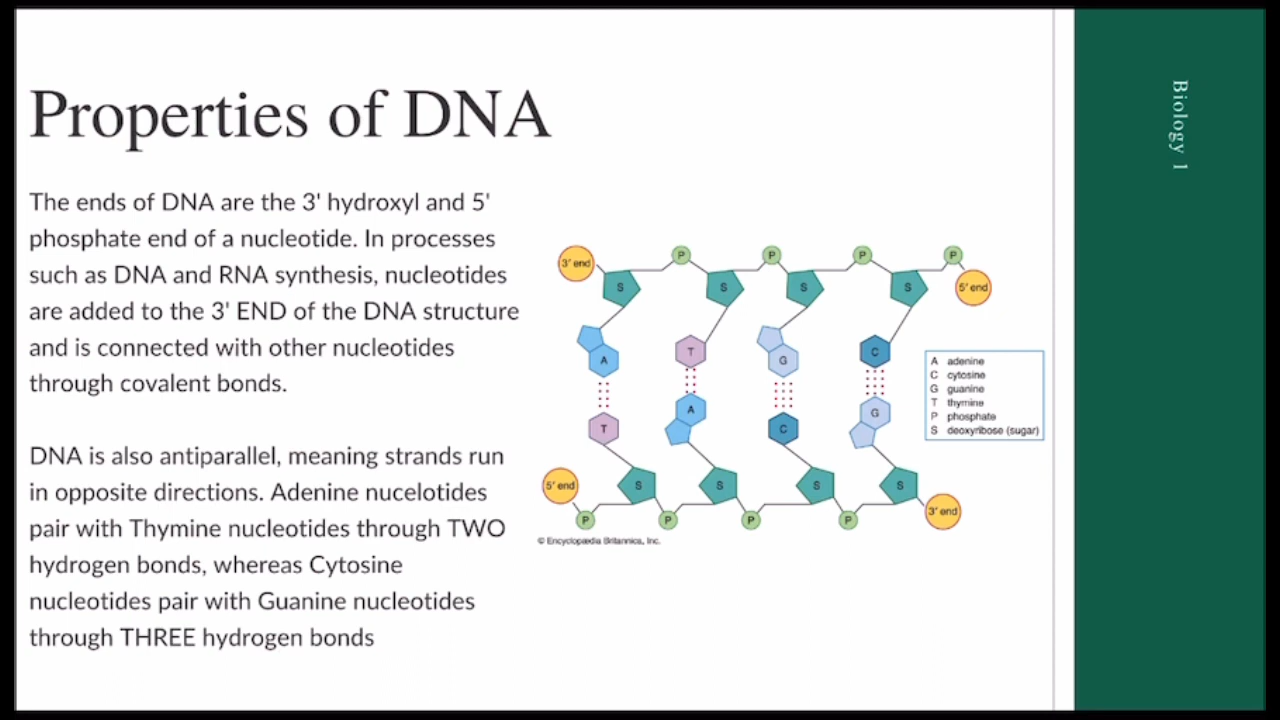 Properties of DNA
The ends of DNA are the 3' hydroxyl and 5'
phosphate end of a nucleotide. In processes
such as DNA and RNA synthesis, nucleotides
are added to the 3' END of the DNA structure
and is connected with other nucleotides
through covalent bonds.
DNA is also antiparallel, meaning strands run
in opposite directions. Adenine nucelotides
pair with Thymine nucleotides through TWO
hydrogen bonds, whereas Cytosine
nucleotides pair with Guanine nucleotides
through THREE hydrogen bonds
3' end P P P P 5' end
S S S S
A T G C
T A C G
5' end S S S S 3' end
P P P P
© Encyclopædia Britannica, Inc.
A adenine
C cytosine
G guanine
T thymine
P phosphate
S deoxyribose (sugar)
Biology 1